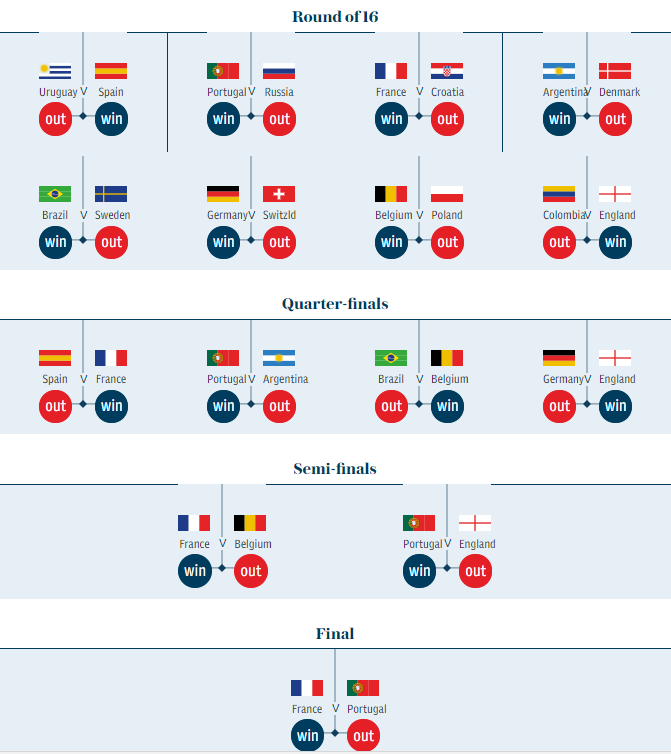 Round of 16
Uruguay V Spain
Portugal V Russia
France V Croatia
Argentina V Denmark
out win
win out
win out
win out
Brazil V Sweden
Germany V Switzld
Belgium V Poland
Colombia V England
win out
win out
win out
out win
Quarter-finals
Spain V France
Portugal V Argentina
Brazil V Belgium
Germany V England
out win
win out
out win
out win
Semi-finals
France V Belgium
Portugal V England
win out
win out
Final
France V Portugal
win out